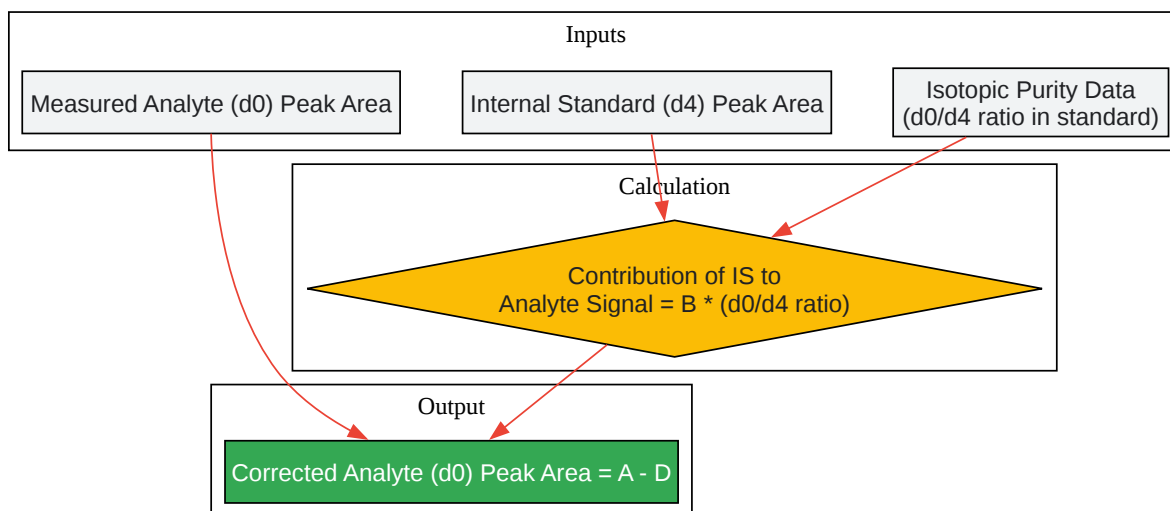 Inputs
Measured Analyte (d0) Peak Area
Internal Standard (d4) Peak Area
Isotopic Purity Data
(d0/d4 ratio in standard)
Calculation
Contribution of IS to
Analyte Signal = B * (d0/d4 ratio)
Output
Corrected Analyte (d0) Peak Area = A - D